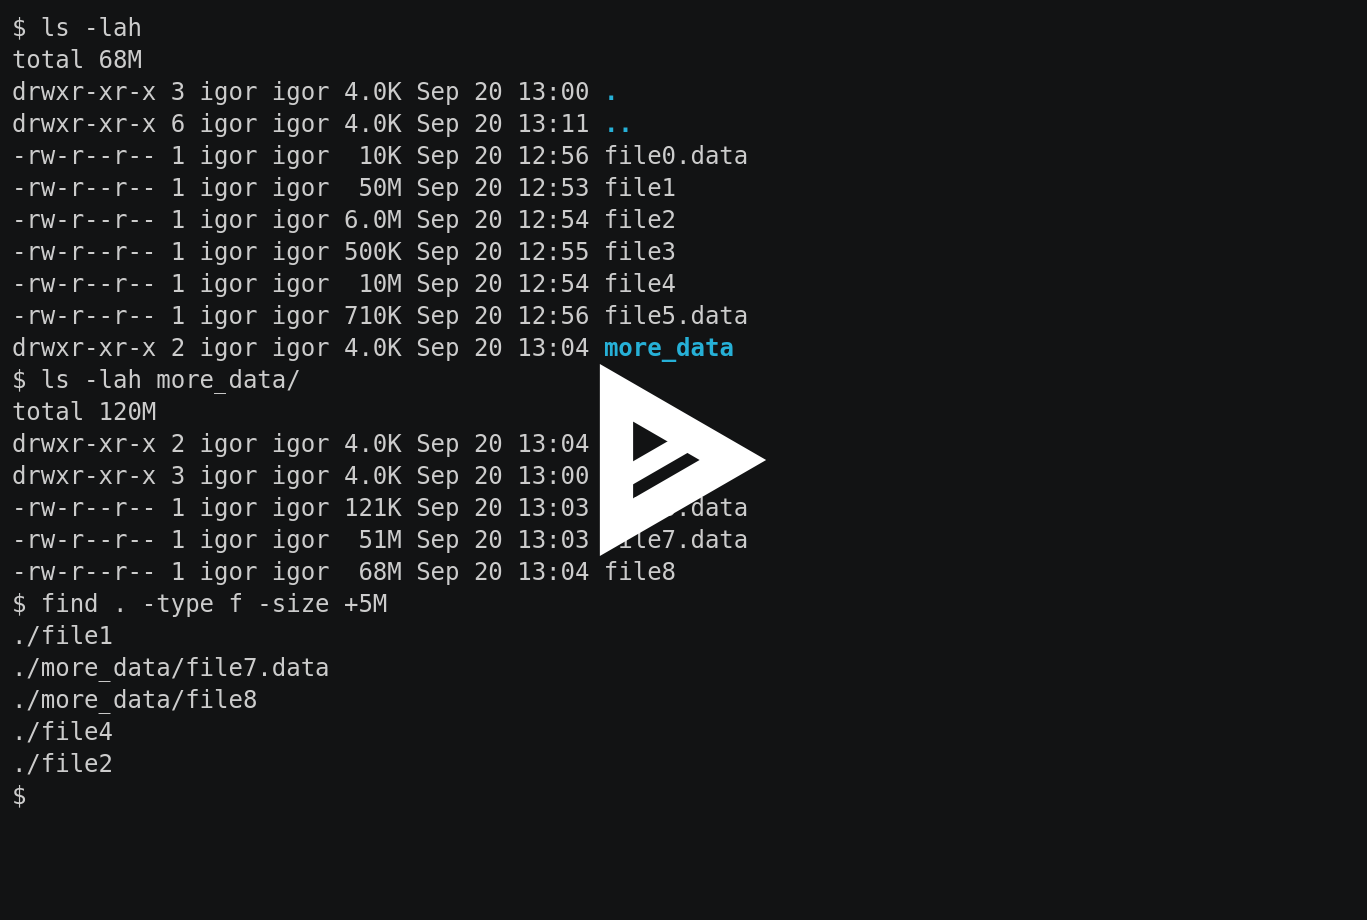 $ ls -lah
total 68M
drwxr-xr-x 3 igor igor 4.0K Sep 20 13:00 .
drwxr-xr-x 6 igor igor 4.0K Sep 20 13:11 ..
-rw-r--r-- 1 igor igor  10K Sep 20 12:56 file0.data
-rw-r--r-- 1 igor igor  50M Sep 20 12:53 file1
-rw-r--r-- 1 igor igor 6.0M Sep 20 12:54 file2
-rw-r--r-- 1 igor igor 500K Sep 20 12:55 file3
-rw-r--r-- 1 igor igor  10M Sep 20 12:54 file4
-rw-r--r-- 1 igor igor 710K Sep 20 12:56 file5.data
drwxr-xr-x 2 igor igor 4.0K Sep 20 13:04 more_data
$ ls -lah more_data/
total 120M
drwxr-xr-x 2 igor igor 4.0K Sep 20 13:04
drwxr-xr-x 3 igor igor 4.0K Sep 20 13:00
-rw-r--r-- 1 igor igor 121K Sep 20 13:03
-rw-r--r-- 1 igor igor  51M Sep 20 13:03 file7.data
-rw-r--r-- 1 igor igor  68M Sep 20 13:04 file8
$ find . -type f -size +5M
./file1
./more_data/file7.data
./more_data/file8
./file4
./file2
$